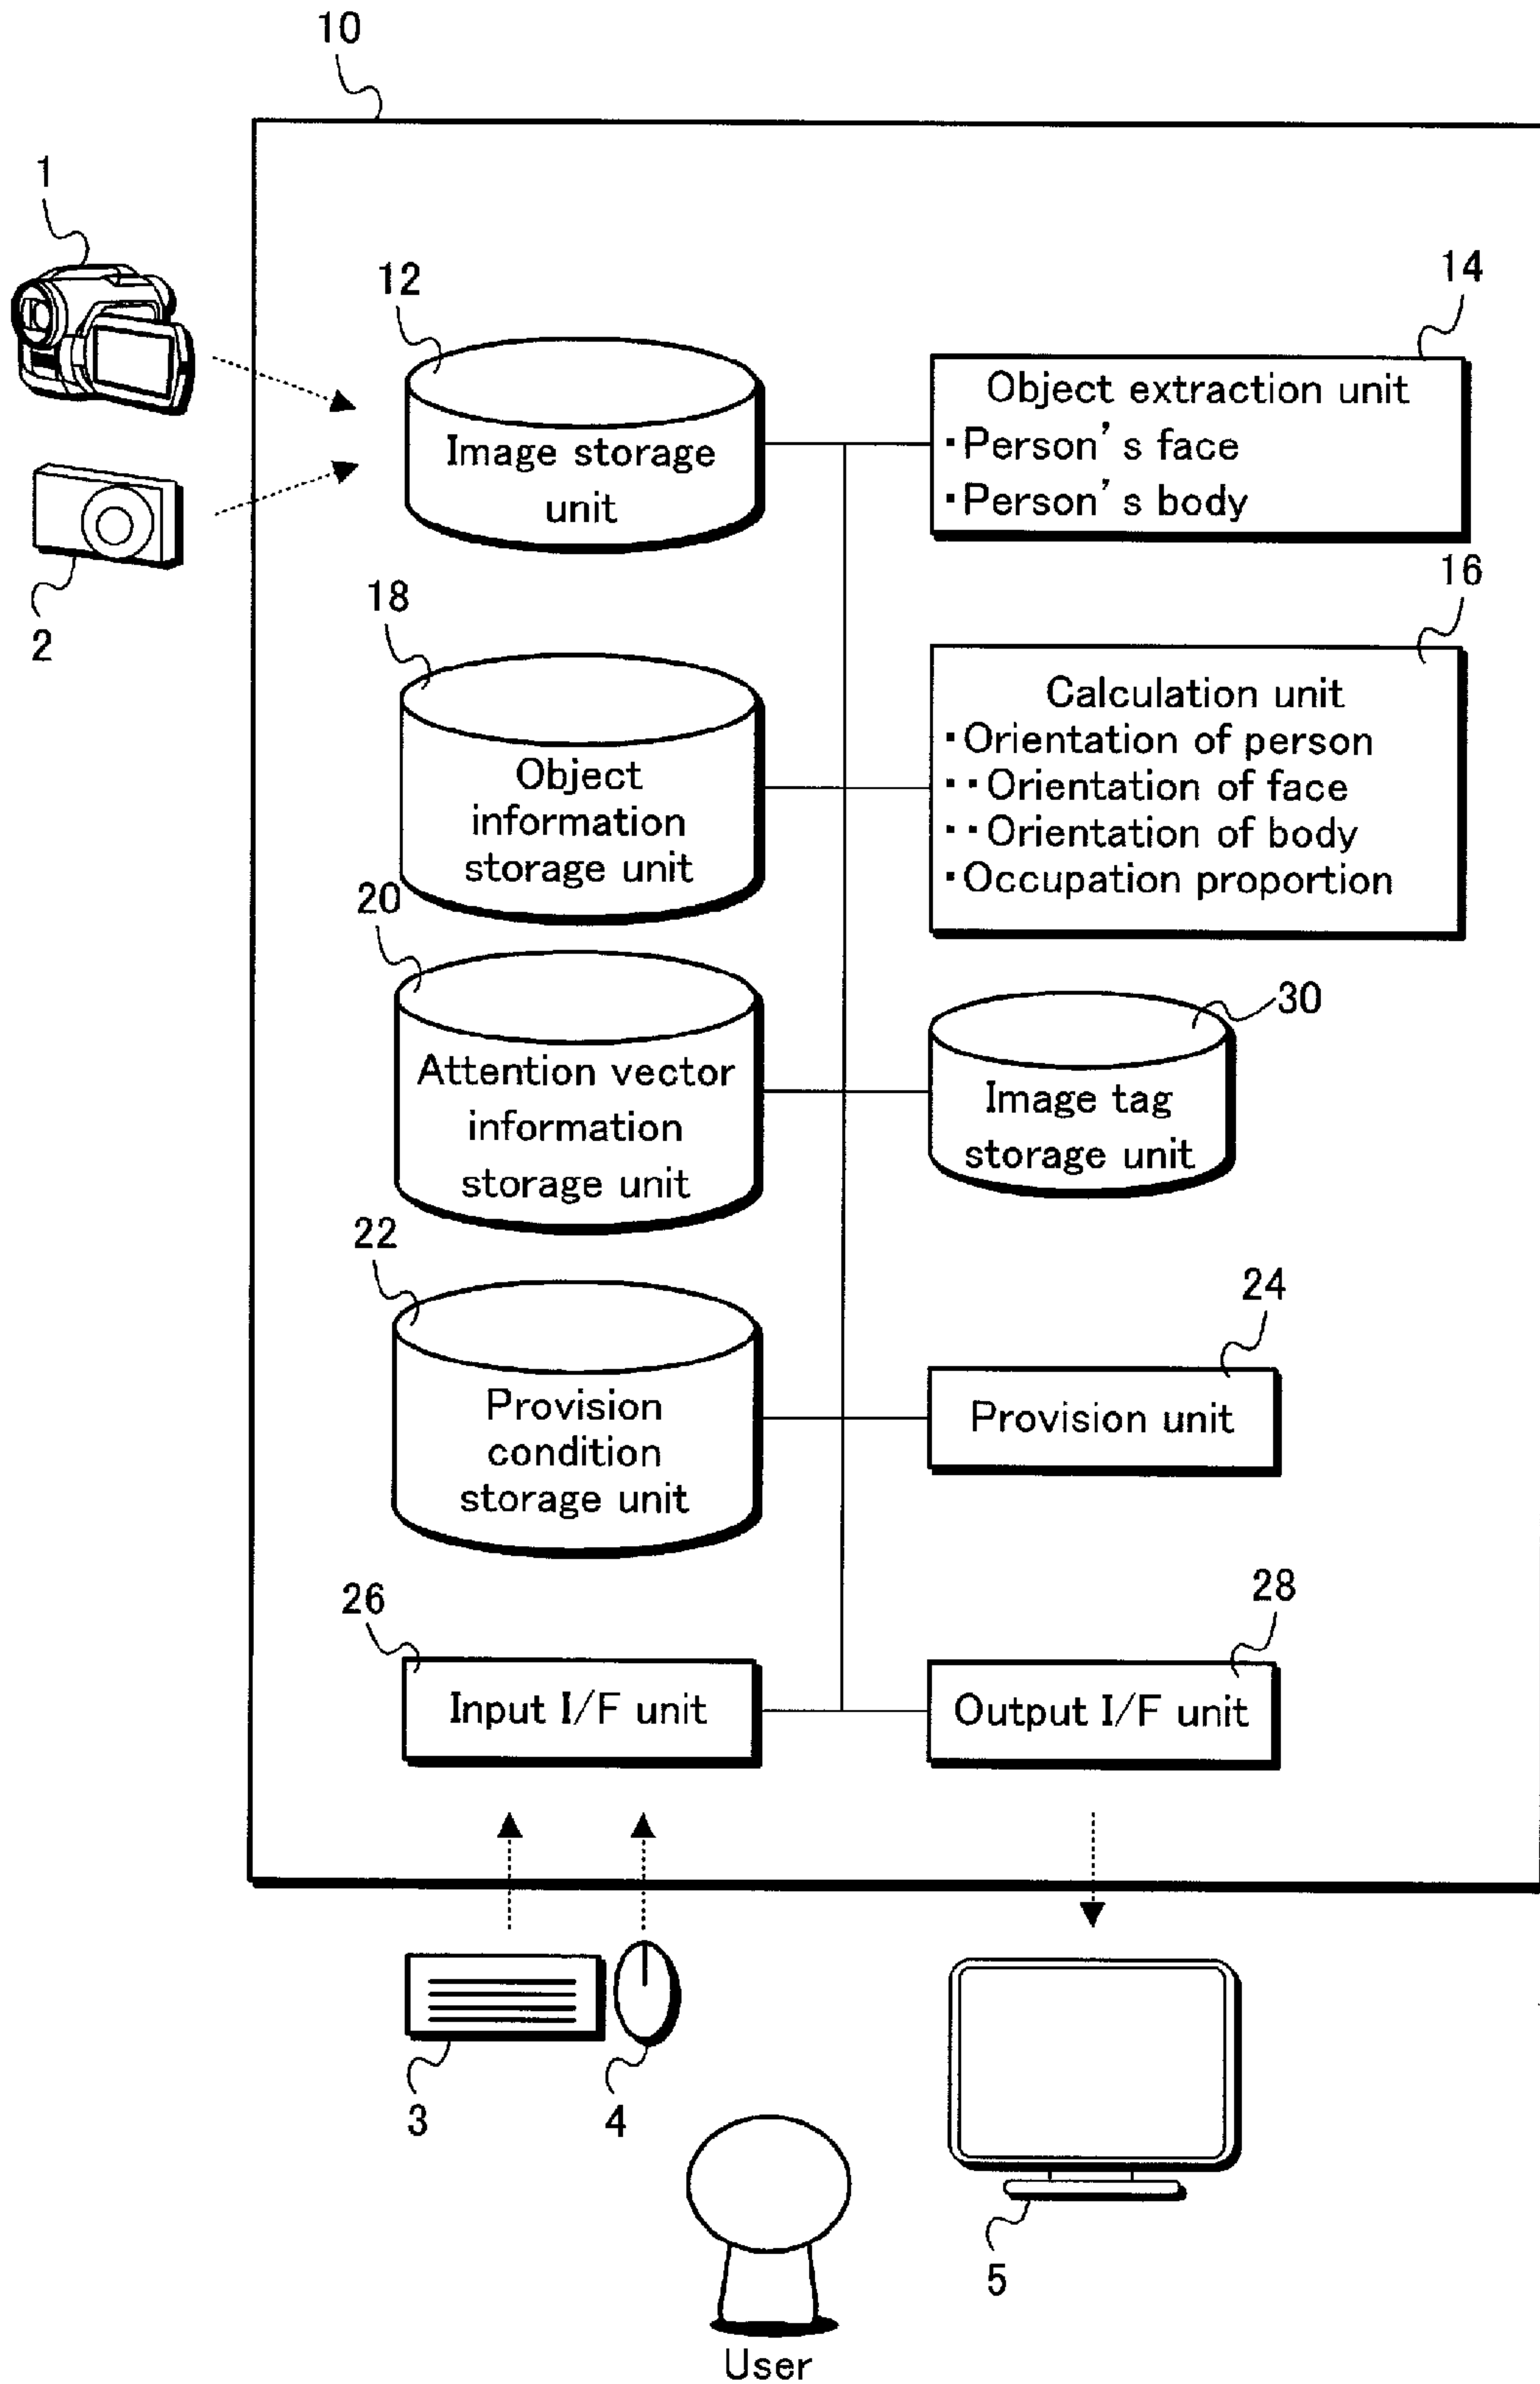 10
1
12
14
Image storage
unit
Object extraction unit
・Person's face
・Person's body
2
18
16
Object
information
storage unit
Calculation unit
・Orientation of person
・・Orientation of face
・・Orientation of body
・Occupation proportion
20
30
Attention vector
information
storage unit
Image tag
storage unit
22
24
Provision
condition
storage unit
Provision unit
26
28
Input I/F unit
Output I/F unit
3
4
5
User